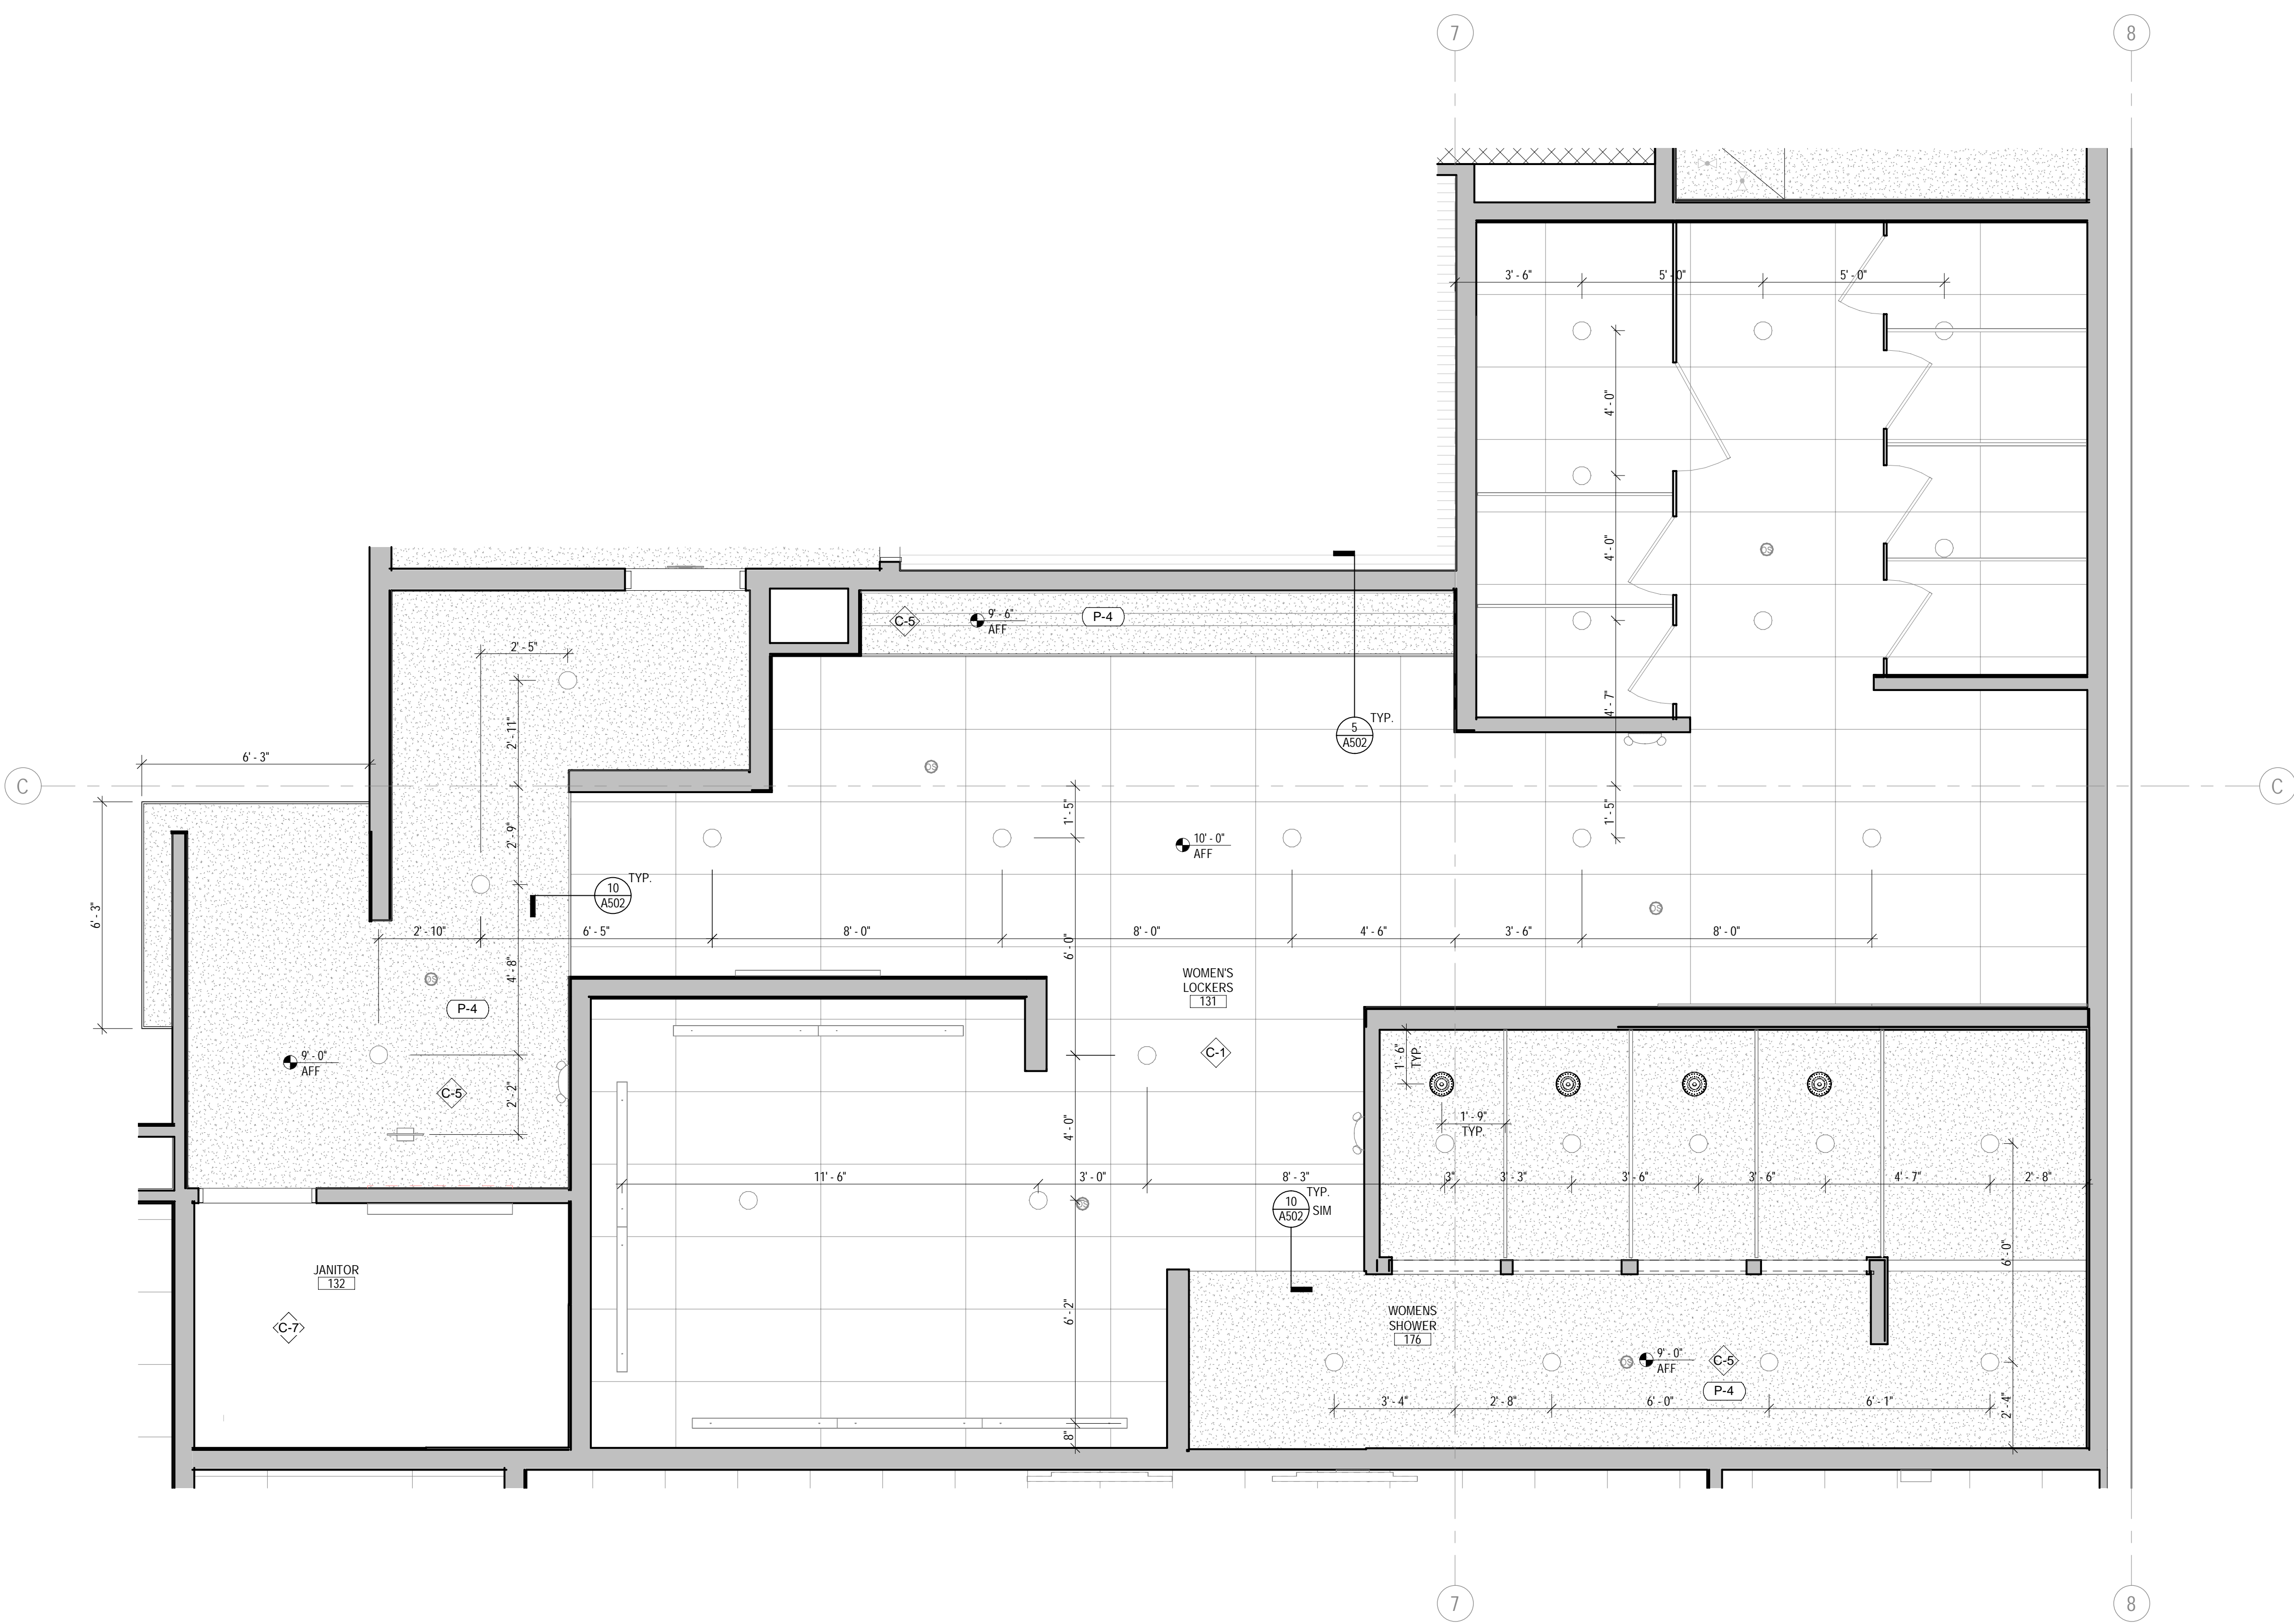 7
8
3' - 6"
5' - 0"
5' - 0"
4' - 0"
4' - 0"
OS
C-5
9' - 6"
AFF
P-4
2' - 5"
2' - 11"
4' - 7"
5
A502
TYP.
6' - 3"
OS
C
C
1' - 5"
1' - 5"
2' - 9"
10' - 0"
AFF
10
A502
TYP.
6' - 3"
OS
2' - 10"
6' - 5"
8' - 0"
8' - 0"
4' - 6"
3' - 6"
8' - 0"
6' - 0"
4' - 8"
OS
P-4
WOMEN'S
LOCKERS
131
9' - 0"
AFF
C-1
1' - 6"
TYP.
C-5
2' - 2"
1' - 9"
TYP.
4' - 0"
11' - 6"
3' - 0"
8' - 3"
3"
3' - 3"
3' - 6"
3' - 6"
4' - 7"
2' - 8"
OS
10
A502
TYP.
SIM
6' - 0"
JANITOR
132
C-7
6' - 2"
WOMENS
SHOWER
176
OS
9' - 0"
AFF
C-5
P-4
3' - 4"
2' - 8"
6' - 0"
6' - 1"
2' - 4"
8"
7
8